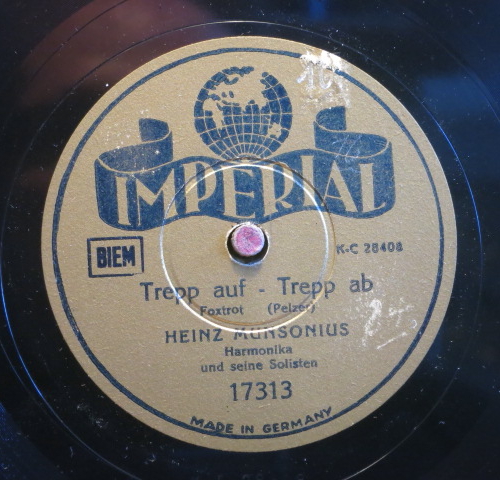 IMPERIAL
BIEM
K-C 28408
Trepp auf - Trepp ab
Foxtrot (Pelzer)
HEINZ MUNSONIUS
Harmonika
und seine Solisten
17313
MADE IN GERMANY